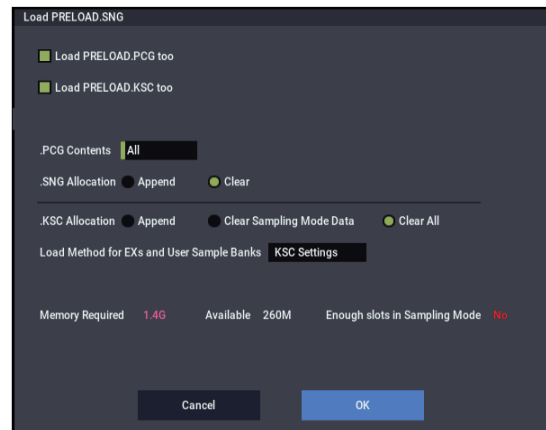 Load PRELOAD.SNG
Load PRELOAD.PCG too
Load PRELOAD.KSC too
.PCG Contents All
.SNG Allocation Append Clear
.KSC Allocation Append Clear Sampling Mode Data Clear All
Load Method for EXs and User Sample Banks KSC Settings
Memory Required 1.4G Available 260M Enough slots in Sampling Mode No
Cancel OK